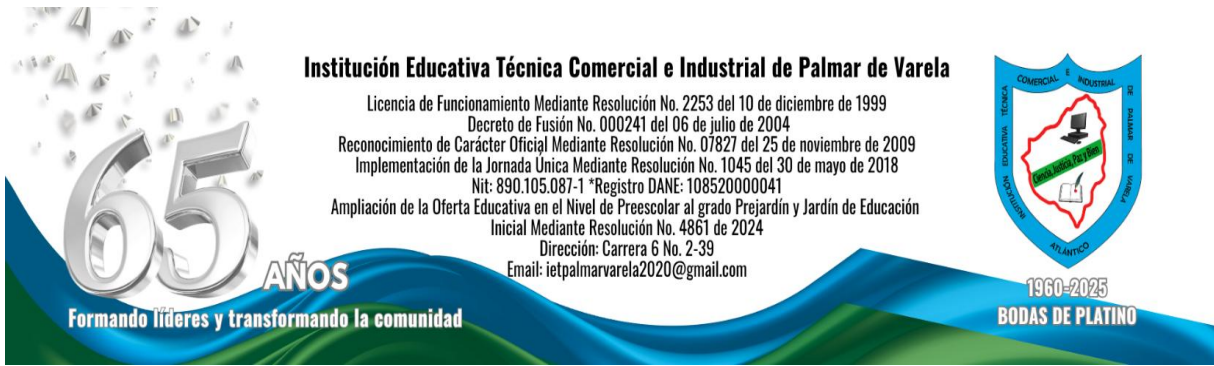 Institución Educativa Técnica Comercial e Industrial de Palmar de Varela
Licencia de Funcionamiento Mediante Resolución No. 2253 del 10 de diciembre de 1999
Decreto de Fusión No. 000241 del 06 de julio de 2004
Reconocimiento de Carácter Oficial Mediante Resolución No. 07827 del 25 de noviembre de 2009
Implementación de la Jornada Única Mediante Resolución No. 1045 del 30 de mayo de 2018
Nit: 890.105.087-1 *Registro DANE: 108520000041
Ampliación de la Oferta Educativa en el Nivel de Preescolar al grado Prejardín y Jardín de Educación
Inicial Mediante Resolución No. 4861 de 2024
Dirección: Carrera 6 No. 2-39
Email: ietpalmarvarela2020@gmail.com
65 AÑOS
Formando líderes y transformando la comunidad
INSTITUCIÓN EDUCATIVA TÉCNICA COMERCIAL E INDUSTRIAL DE PALMAR DE VARELA
Ciencia, Justicia, Paz y Bien
ATLÁNTICO
1960-2025
BODAS DE PLATINO